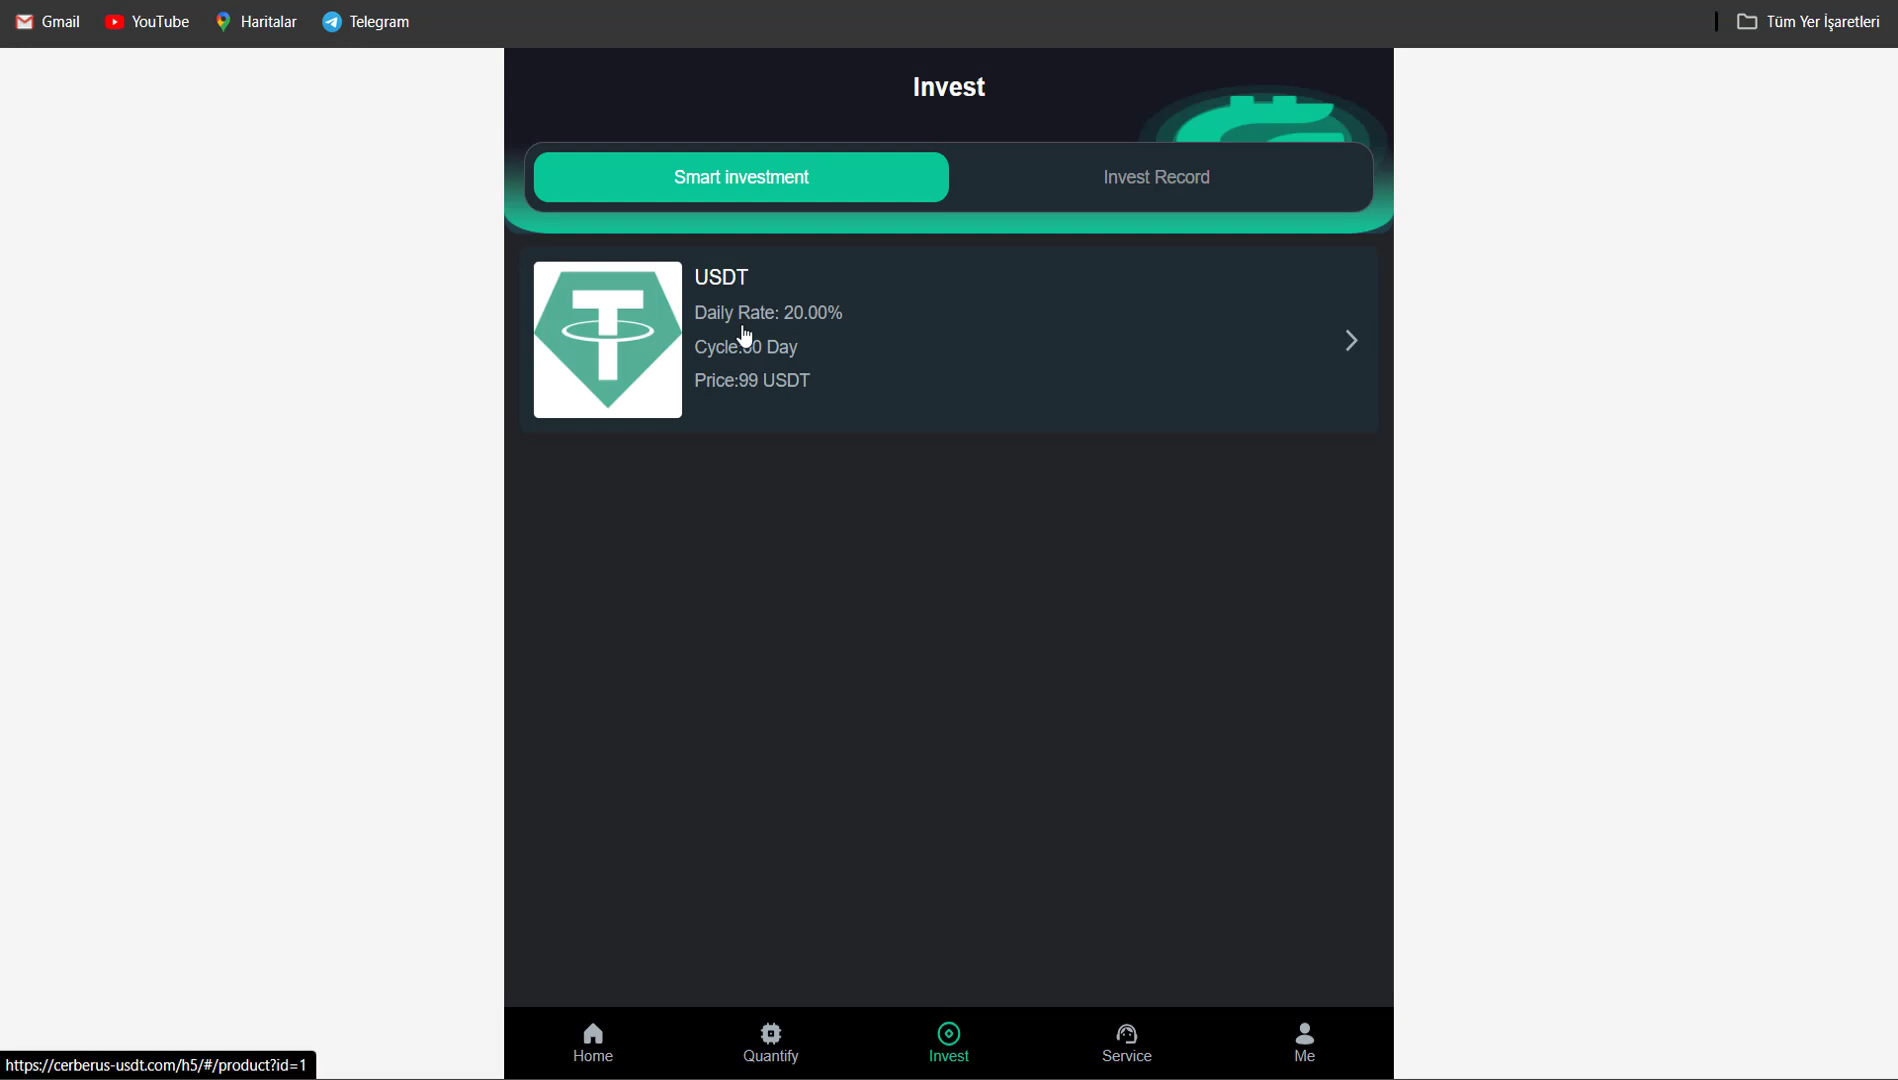 Gmail
YouTube
Haritalar
Telegram
Tüm Yer İşaretleri
Invest
Smart investment
Invest Record
USDT
Daily Rate: 20.00%
Day
Price:99 USDT
Home
Quantify
Invest
Service
Me
https://cerberus-usdt.com/h5/#/product?id=1